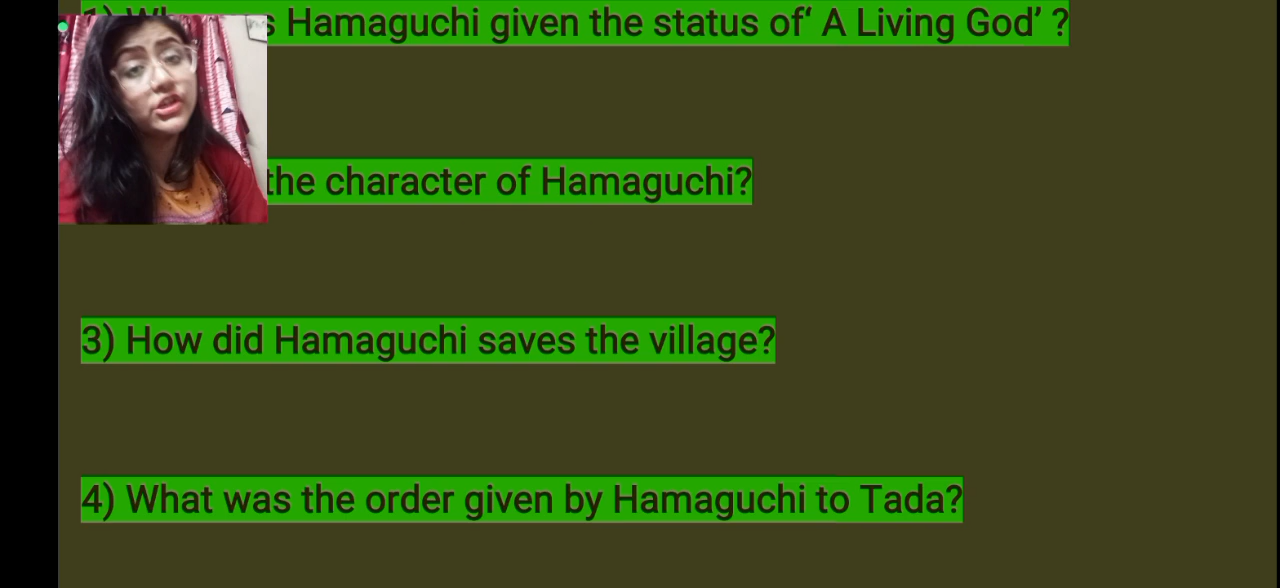 Hamaguchi given the status of‘ A Living God’ ?
the character of Hamaguchi?
3) How did Hamaguchi saves the village?
4) What was the order given by Hamaguchi to Tada?